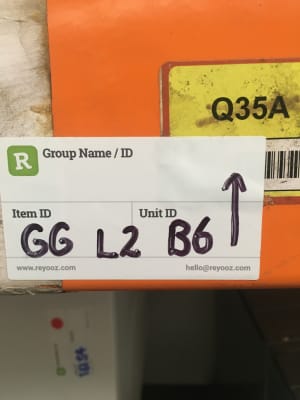 Q35A
R Group Name / ID
Item ID Unit ID
GG L2 B6 ↑
www.reyooz.com hello@reyooz.com